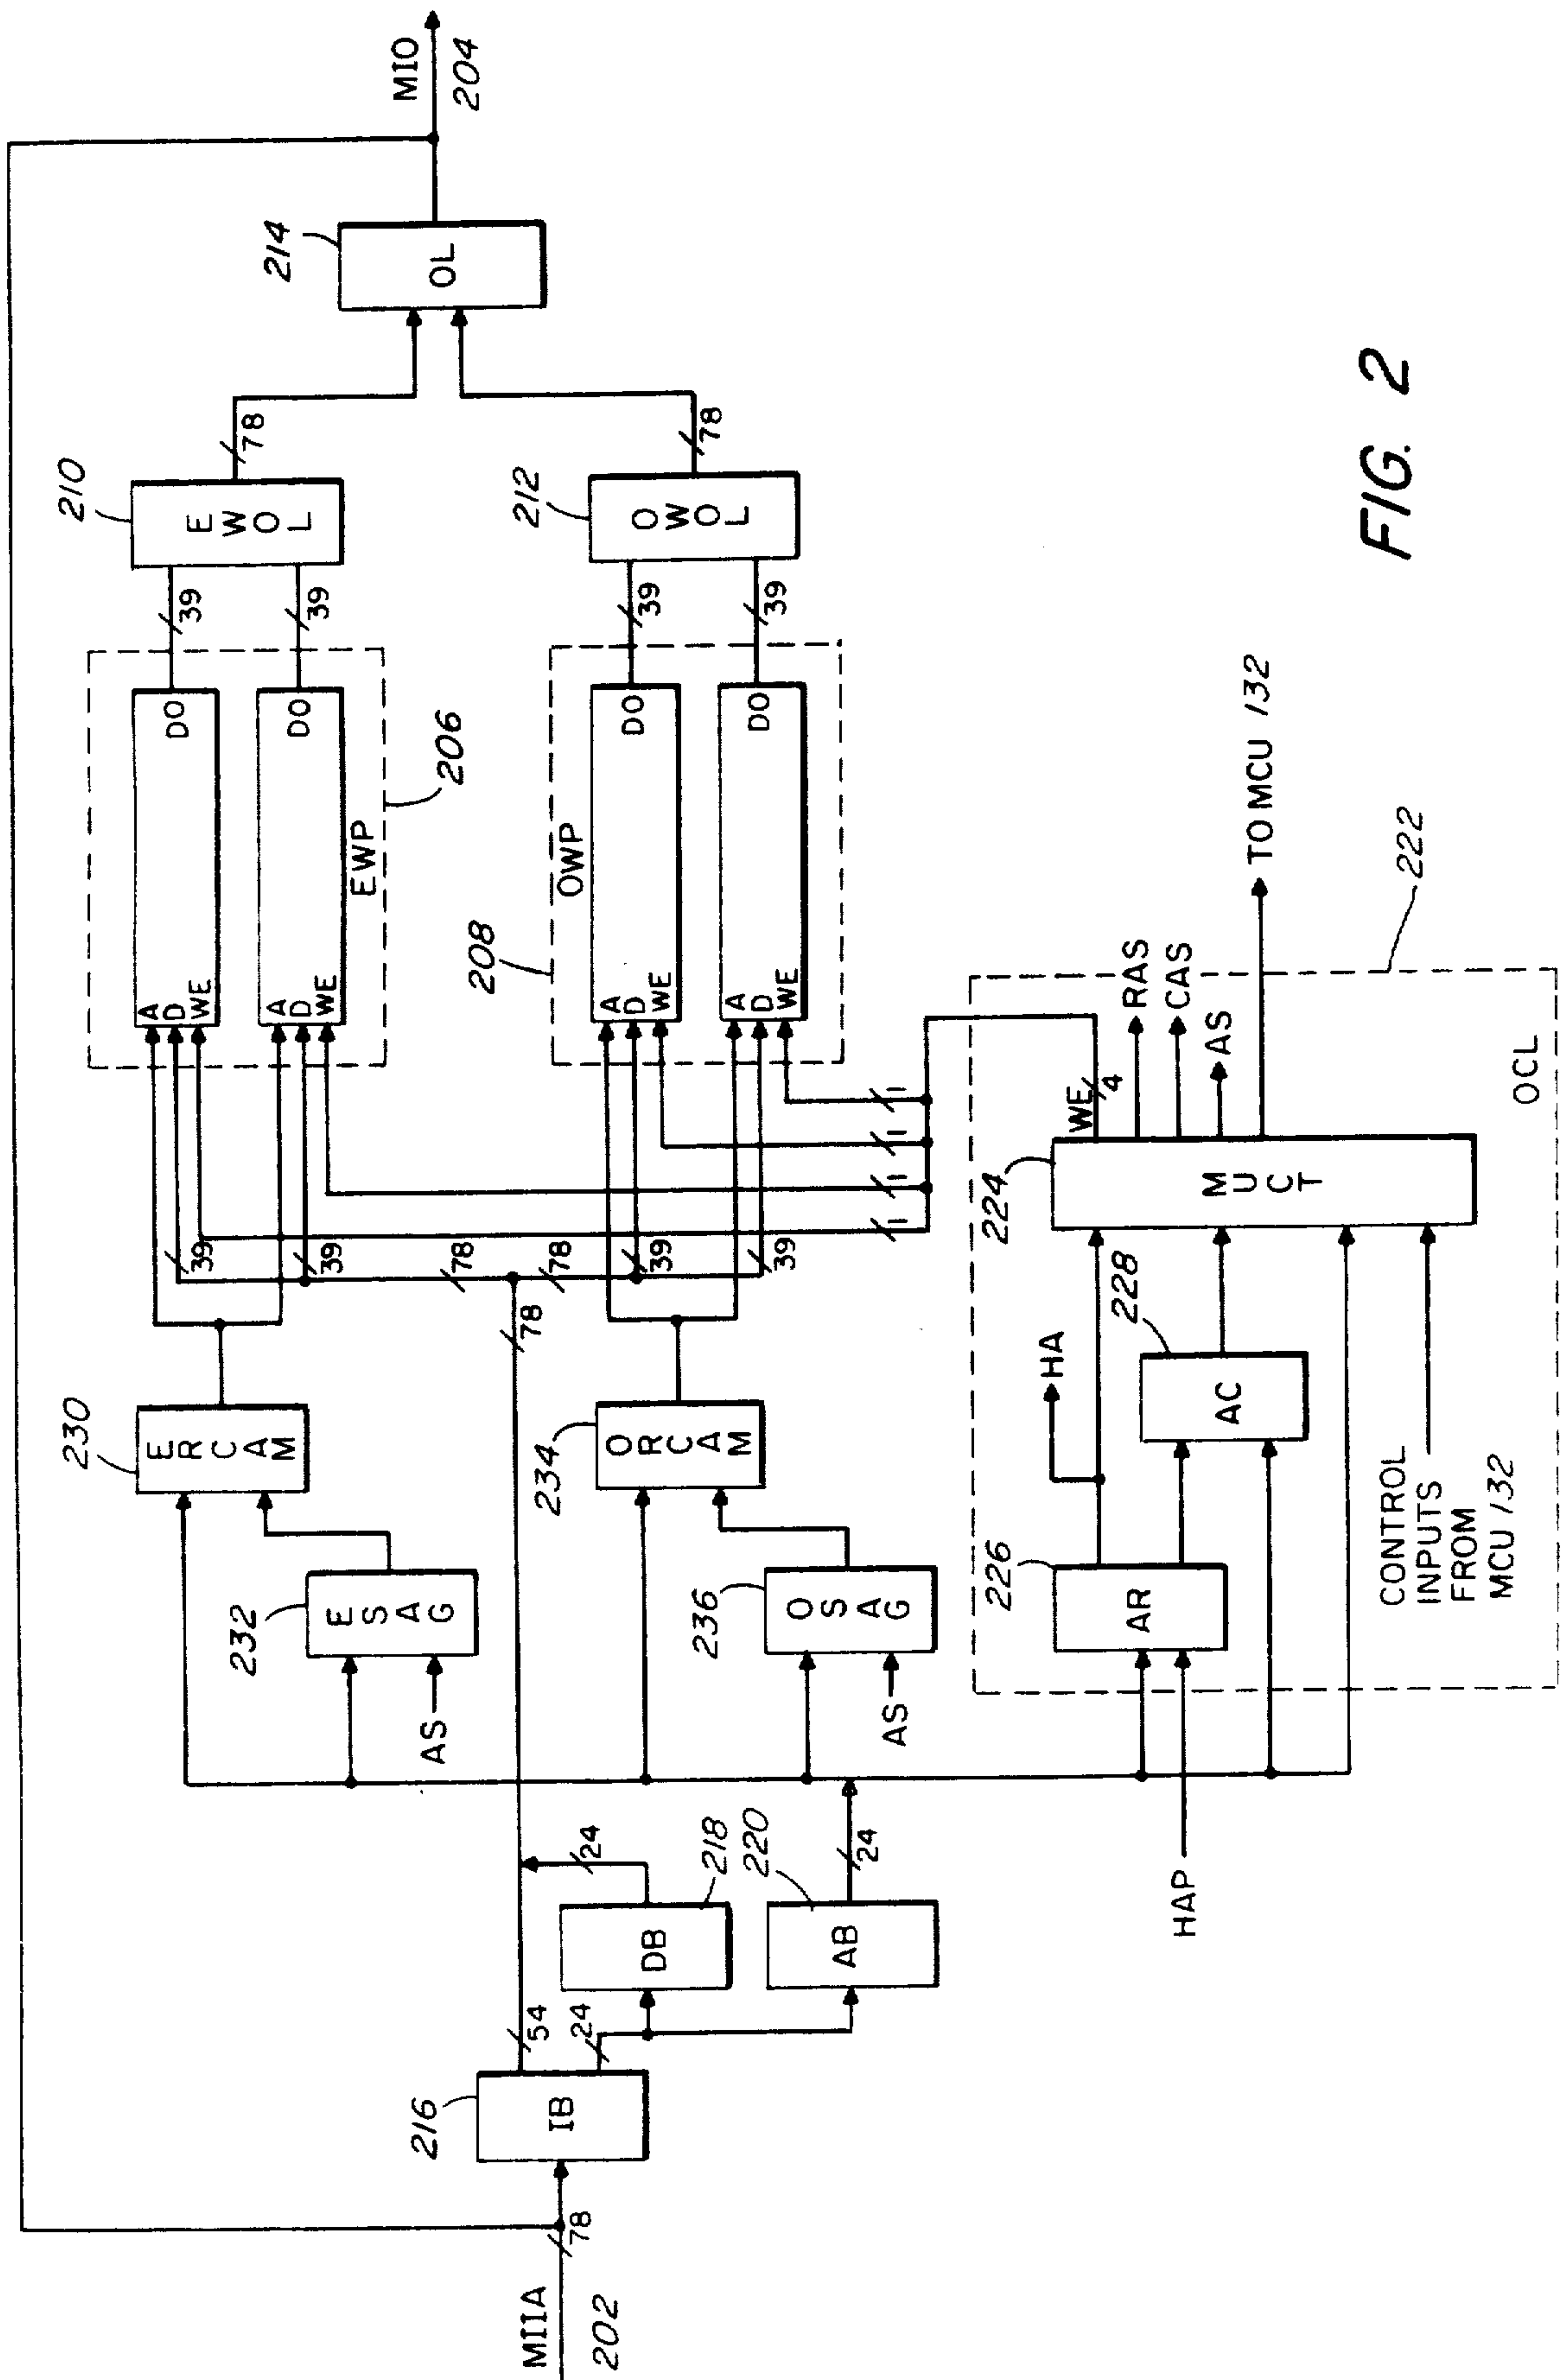 MIIA
202
78
216
IB
54
24
DB
218
24
AB
220
24
AS
232
ESAG
230
ERCAM
AS
236
OSAG
234
ORCAM
78
78
78
39
39
39
39
1
1
1
1
A
D
WE
DO
A
D
WE
DO
EWP
206
OWP
208
A
D
WE
DO
A
D
WE
DO
39
39
39
39
210
EWOL
78
212
OWOL
78
214
OL
MIO
204
HAP
226
AR
HA
228
AC
CONTROL
INPUTS
FROM
MCU 132
224
MUCT
WE
4
RAS
CAS
AS
TO MCU 132
OCL
222
FIG. 2